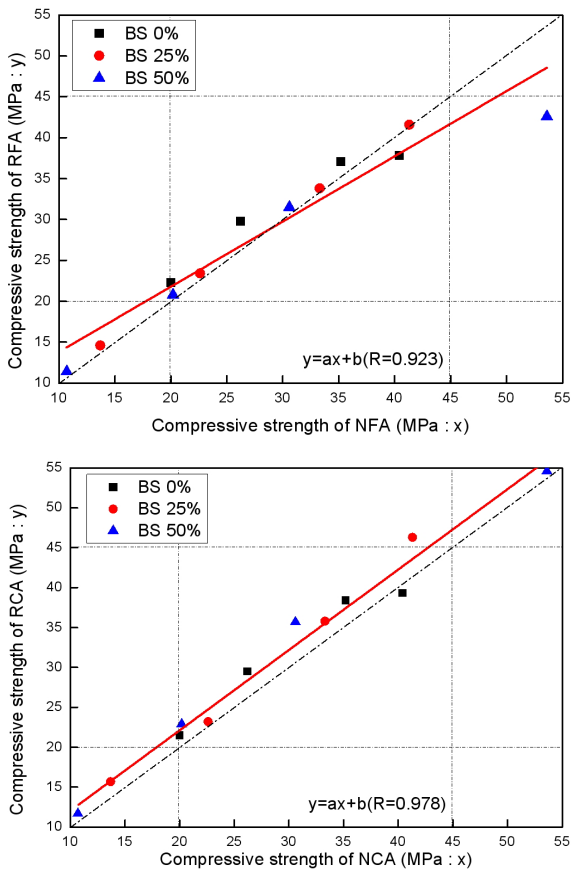 55
50
45
40
35
30
25
20
15
10
Compressive strength of RFA (MPa : y)
BS 0%
BS 25%
BS 50%
y=ax+b(R=0.923)
10 15 20 25 30 35 40 45 50 55
Compressive strength of NFA (MPa : x)
55
50
45
40
35
30
25
20
15
10
Compressive strength of RCA (MPa : y)
BS 0%
BS 25%
BS 50%
y=ax+b(R=0.978)
10 15 20 25 30 35 40 45 50 55
Compressive strength of NCA (MPa : x)